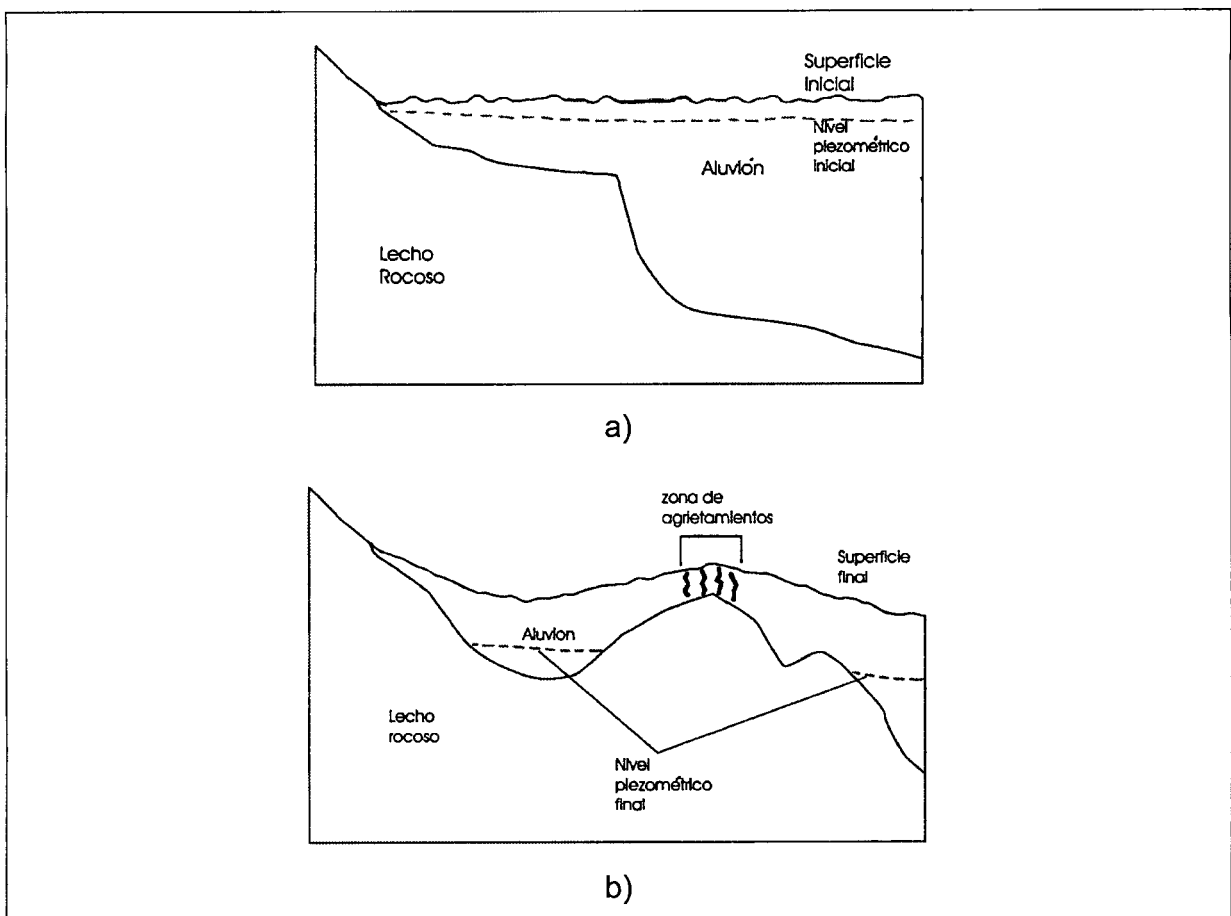 Superficie
inicial
Nivel
piezométrico
inicial
Aluvión
Lecho
Rocoso
a)
zona de
agrietamientos
Superficie
final
Aluvion
Lecho
rocoso
Nivel
piezométrico
final
b)